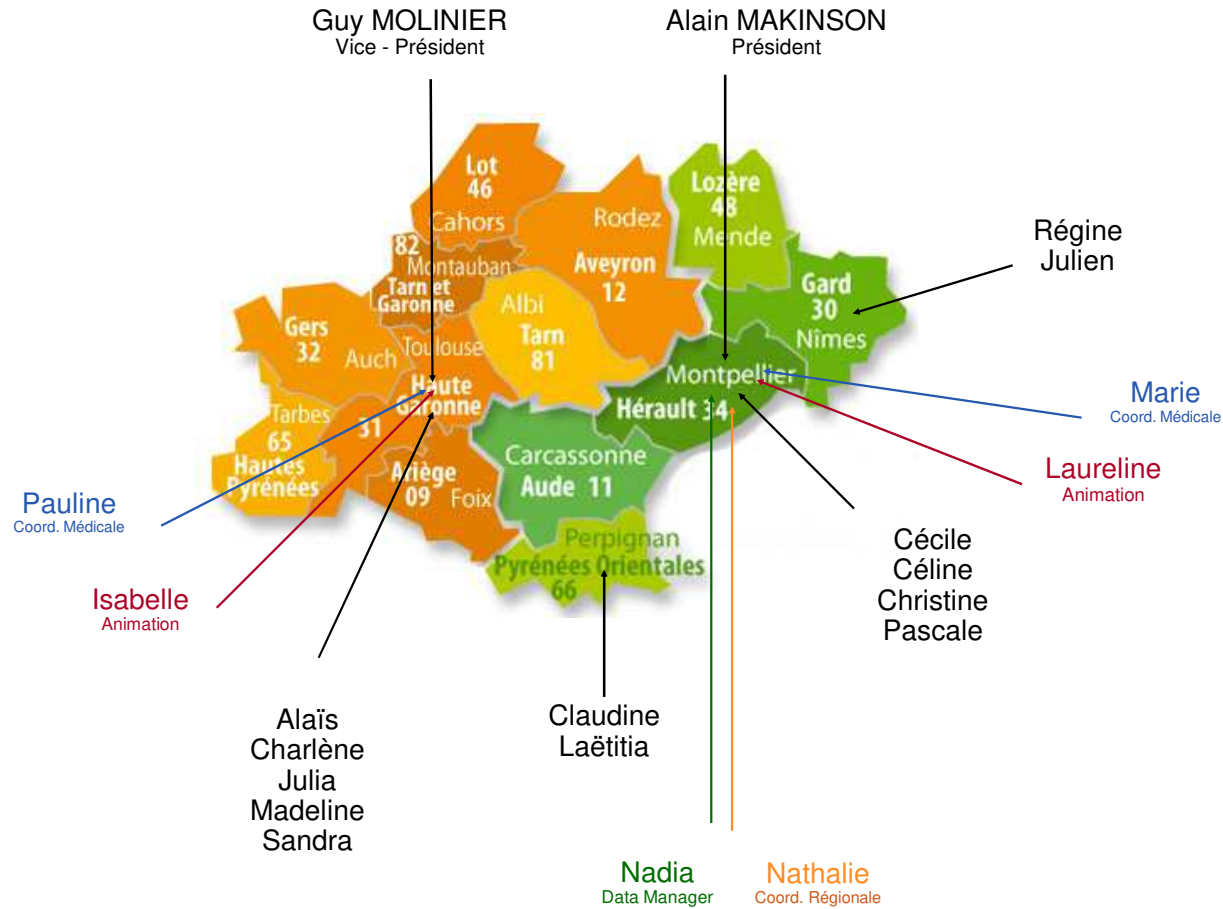 Guy MOLINIER
Vice - Président
Alain MAKINSON
Président
Lot
46
Cahors
82
Montauban
Tarn et
Garonne
Rodez
Aveyron
12
Lozère
48
Mende
Gard
30
Nîmes
Régine
Julien
Gers
32
Auch
Toulouse
Haute
Garonne
31
Albi
Tarn
81
Montpellier
Hérault 34
Tarbes
65
Hautes
Pyrénées
Ariège
09
Foix
Carcassonne
Aude 11
Perpignan
Pyrénées Orientales
66
Marie
Coord. Médicale
Laureline
Animation
Pauline
Coord. Médicale
Isabelle
Animation
Cécile
Céline
Christine
Pascale
Alaïs
Charlène
Julia
Madeline
Sandra
Claudine
Laëtitia
Nadia
Data Manager
Nathalie
Coord. Régionale